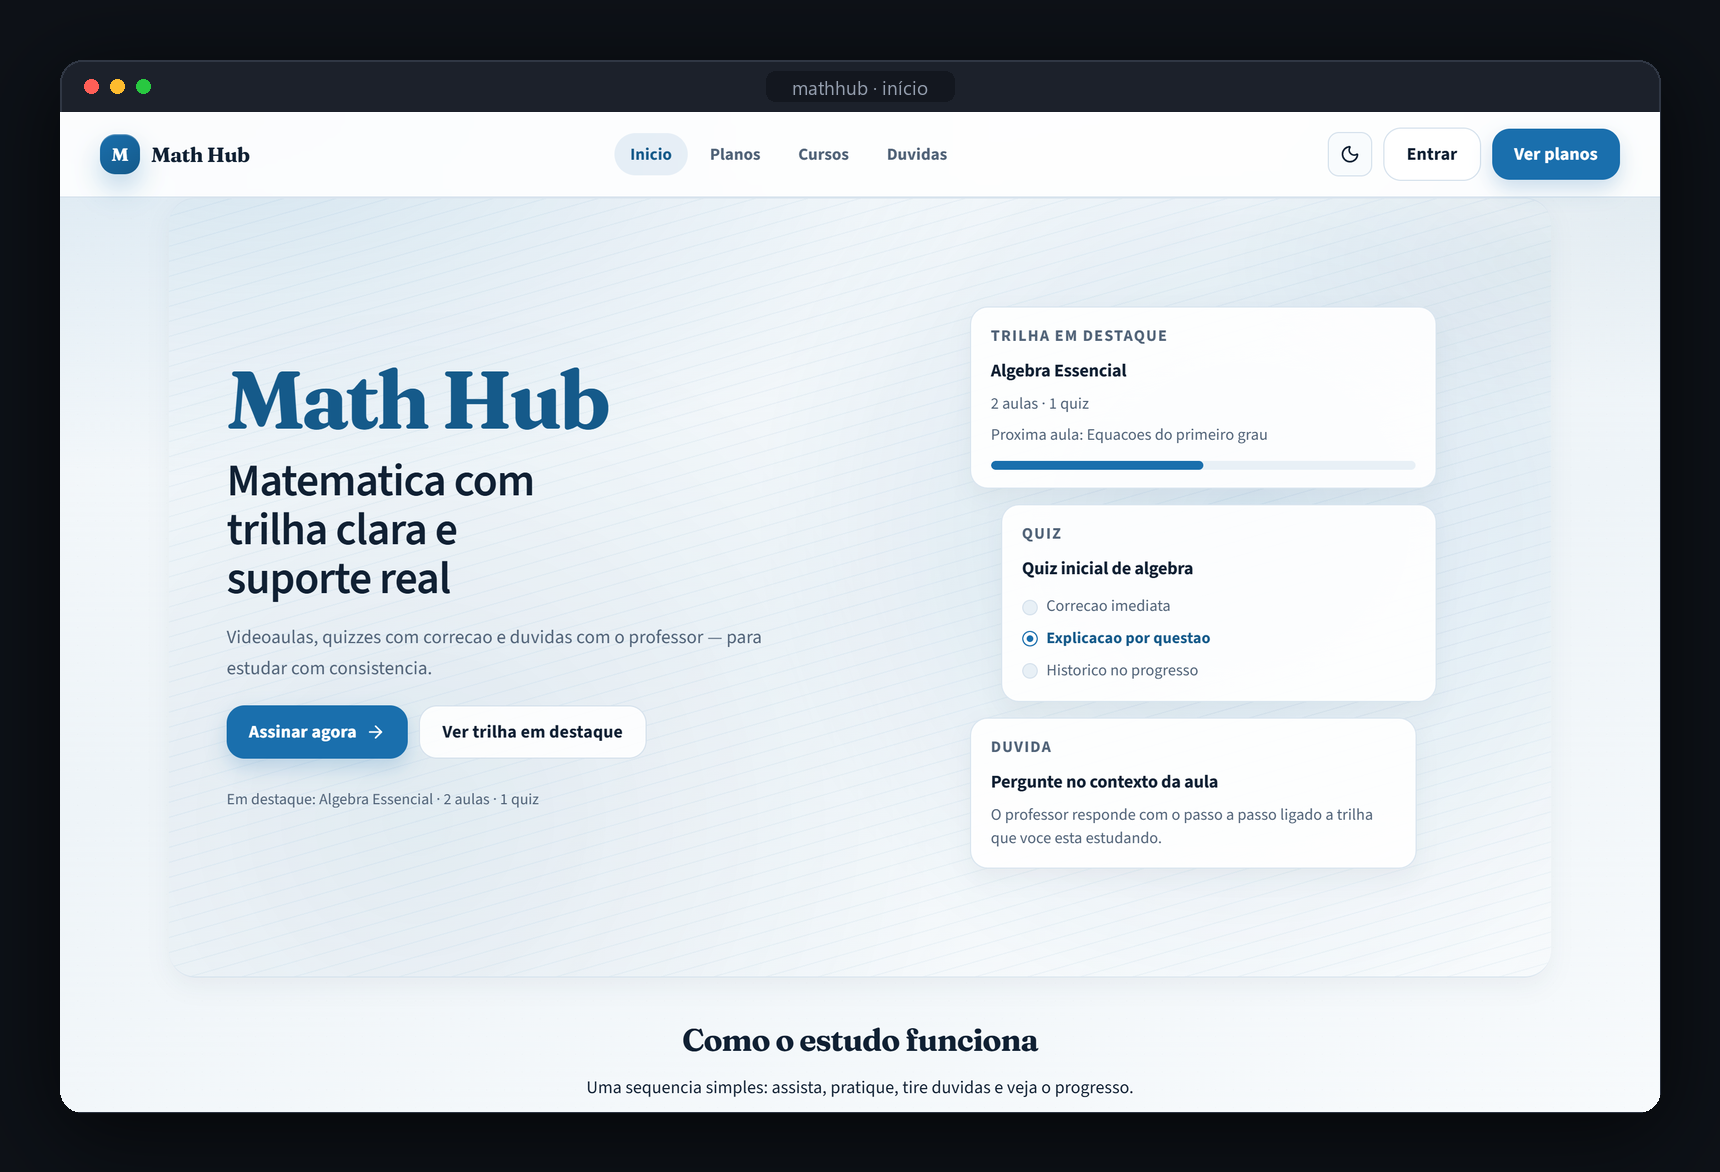 mathhub · início
M
Math Hub
Inicio
Planos
Cursos
Duvidas
Entrar
Ver planos
Math Hub
Matematica com
trilha clara e
suporte real
Videoaulas, quizzes com correcao e duvidas com o professor — para
estudar com consistencia.
Assinar agora →
Ver trilha em destaque
Em destaque: Algebra Essencial · 2 aulas · 1 quiz
TRILHA EM DESTAQUE
Algebra Essencial
2 aulas · 1 quiz
Proxima aula: Equacoes do primeiro grau
QUIZ
Quiz inicial de algebra
Correcao imediata
Explicacao por questao
Historico no progresso
DUVIDA
Pergunte no contexto da aula
O professor responde com o passo a passo ligado a trilha
que voce esta estudando.
Como o estudo funciona
Uma sequencia simples: assista, pratique, tire duvidas e veja o progresso.